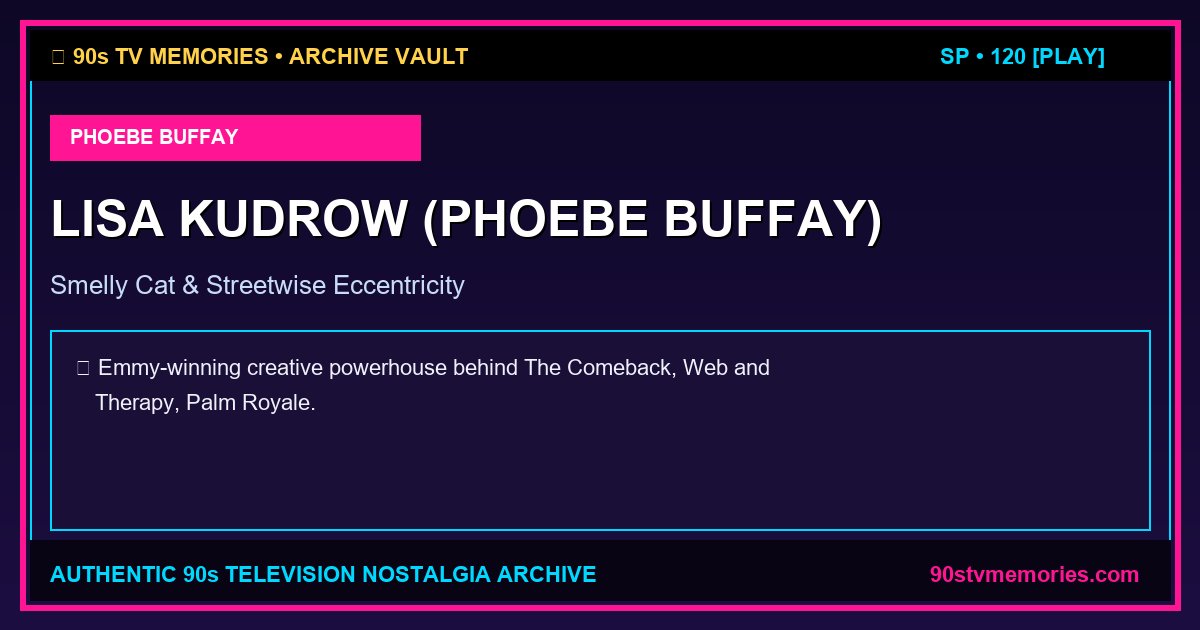 90s TV MEMORIES • ARCHIVE VAULT
SP • 120 [PLAY]
PHOEBE BUFFAY
LISA KUDROW (PHOEBE BUFFAY)
Smelly Cat & Streetwise Eccentricity
Emmy-winning creative powerhouse behind The Comeback, Web and
Therapy, Palm Royale.
AUTHENTIC 90s TELEVISION NOSTALGIA ARCHIVE
90stvmemories.com